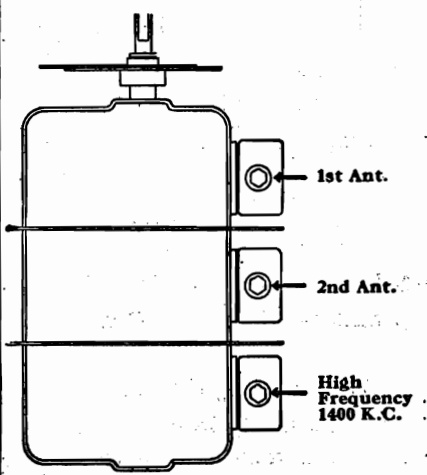 1st Ant.
2nd Ant.
High
Frequency
1400 K.C.